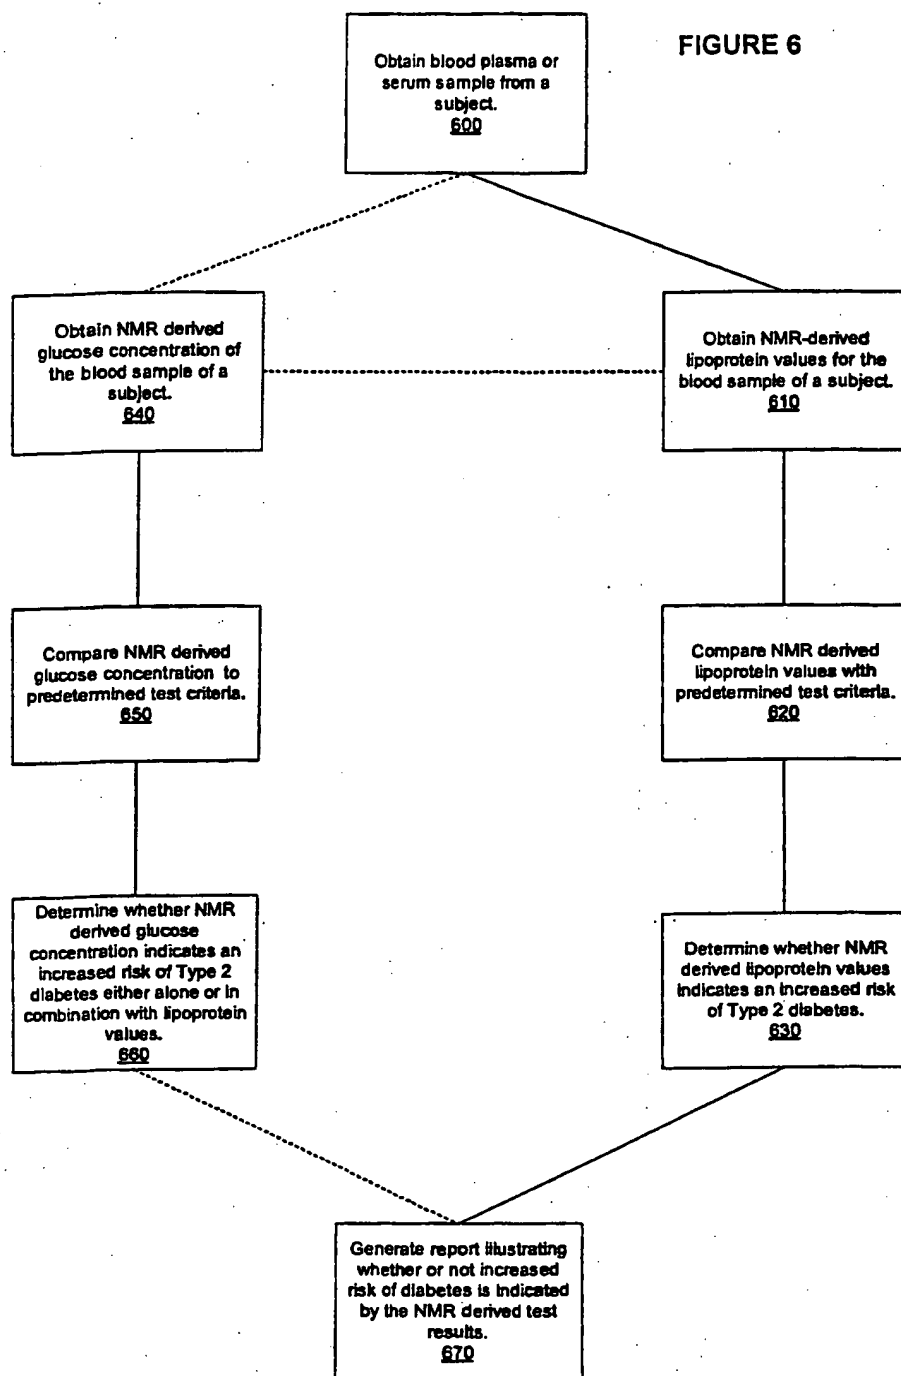 FIGURE 6
Obtain blood plasma or
serum sample from a
subject.
600
Obtain NMR derived
glucose concentration of
the blood sample of a
subject.
640
Obtain NMR-derived
lipoprotein values for the
blood sample of a subject.
610
Compare NMR derived
glucose concentration to
predetermined test criteria.
650
Compare NMR derived
lipoprotein values with
predetermined test criteria.
620
Determine whether NMR
derived glucose
concentration indicates an
increased risk of Type 2
diabetes either alone or in
combination with lipoprotein
values.
660
Determine whether NMR
derived lipoprotein values
indicates an increased risk
of Type 2 diabetes.
630
Generate report illustrating
whether or not increased
risk of diabetes is indicated
by the NMR derived test
results.
670